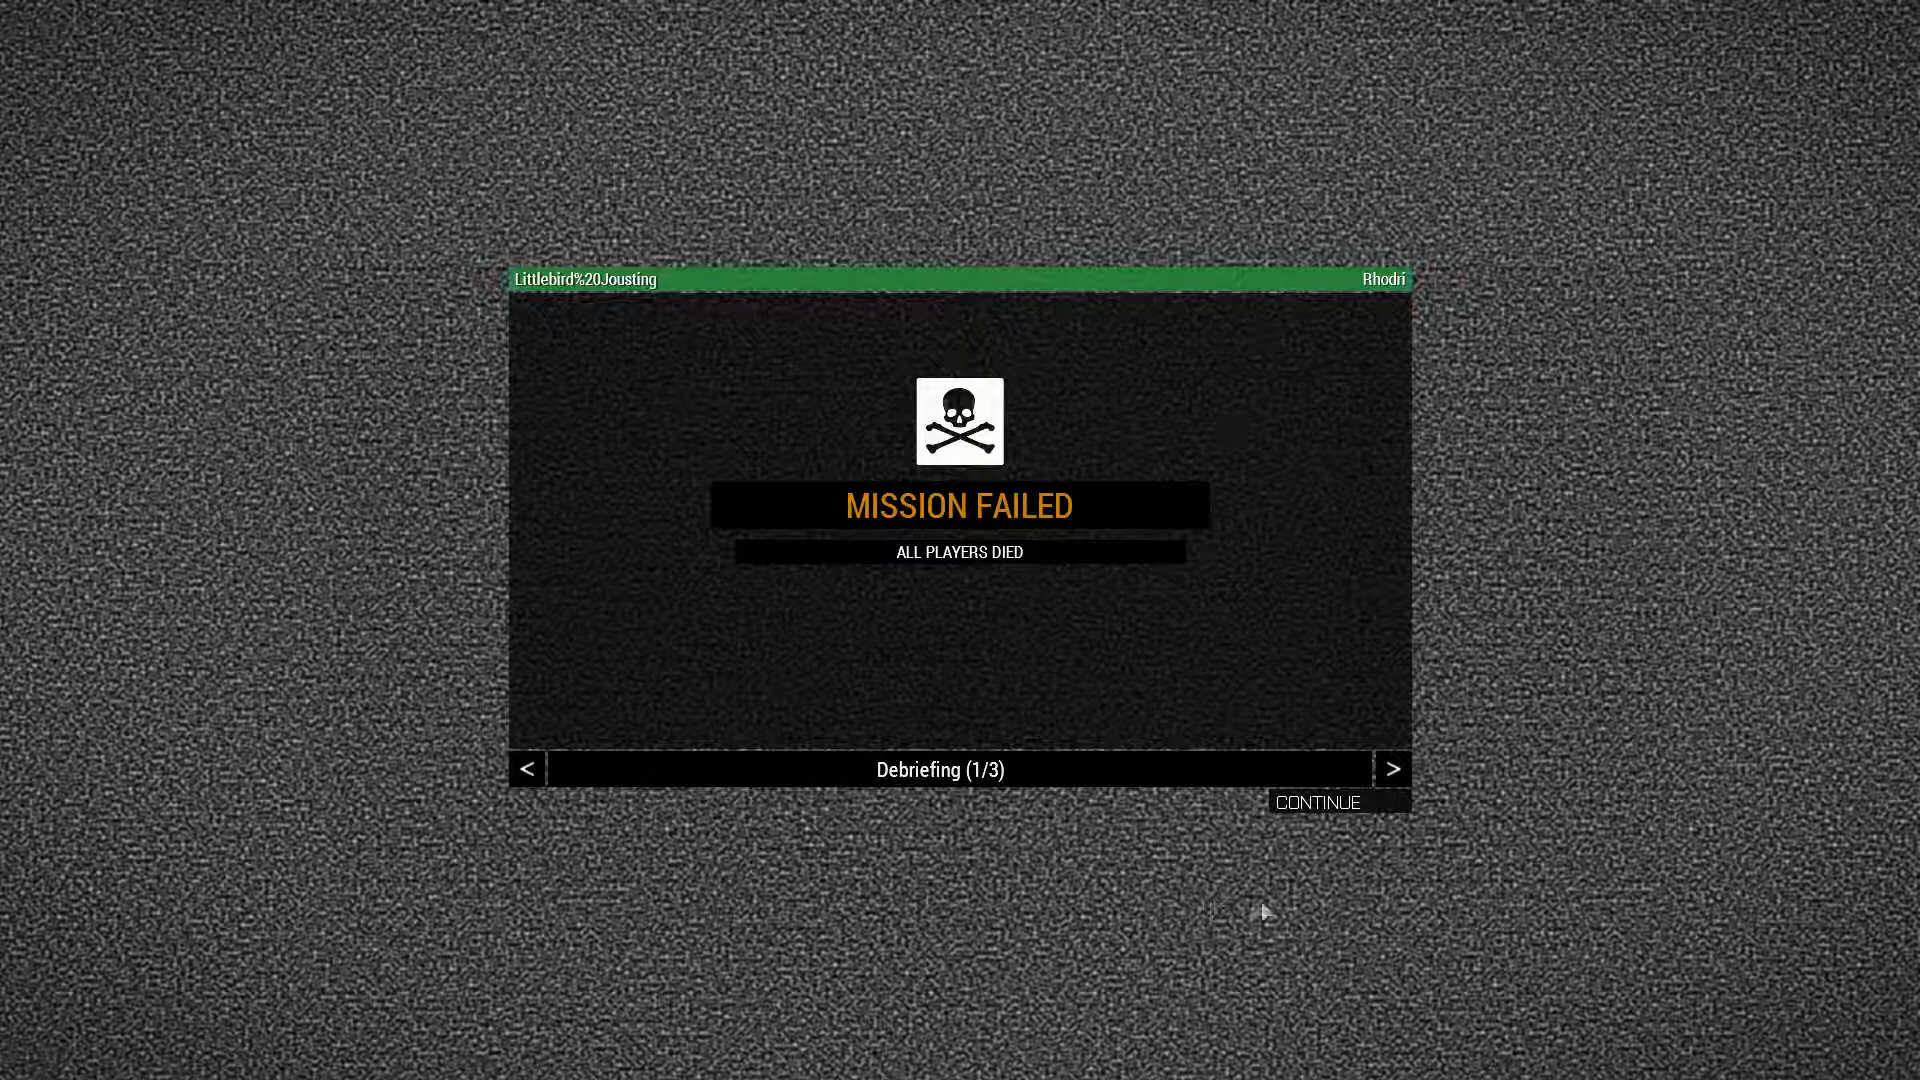 Littlebird%20Jousting Rhodri
MISSION FAILED
ALL PLAYERS DIED
< Debriefing (1/3) >
CONTINUE